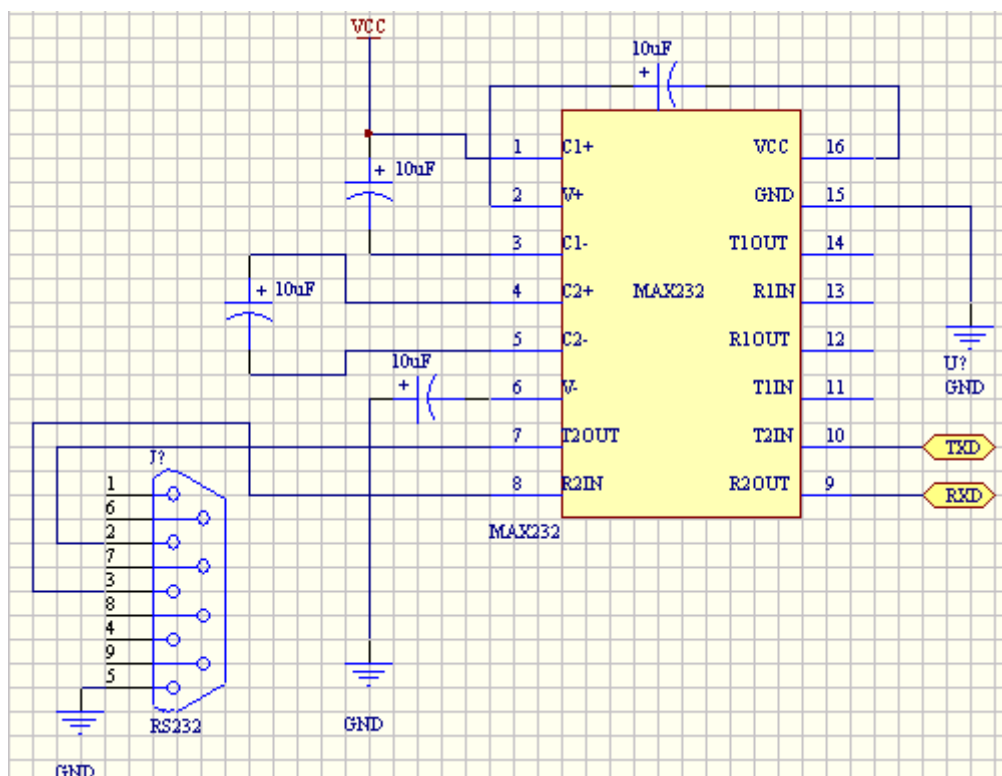 VCC
10uF
+
1 C1+ VCC 16
+ 10uF
2 V+ GND 15
3 C1- T1OUT 14
+ 10uF
4 C2+ MAX232 R1IN 13
5 C2- R1OUT 12
10uF
+
U?
GND
6 V- T1IN 11
7 T2OUT T2IN 10 TXD
8 R2IN R2OUT 9 RXD
MAX232
J?
1
6
2
7
3
8
4
9
5
RS232
GND
GND